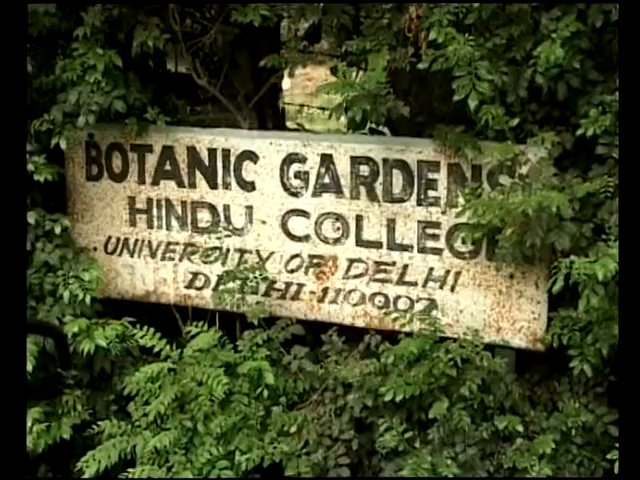 BOTANIC GARDENS
HINDU COLLEGE
UNIVERSITY OF DELHI
DELHI-110007